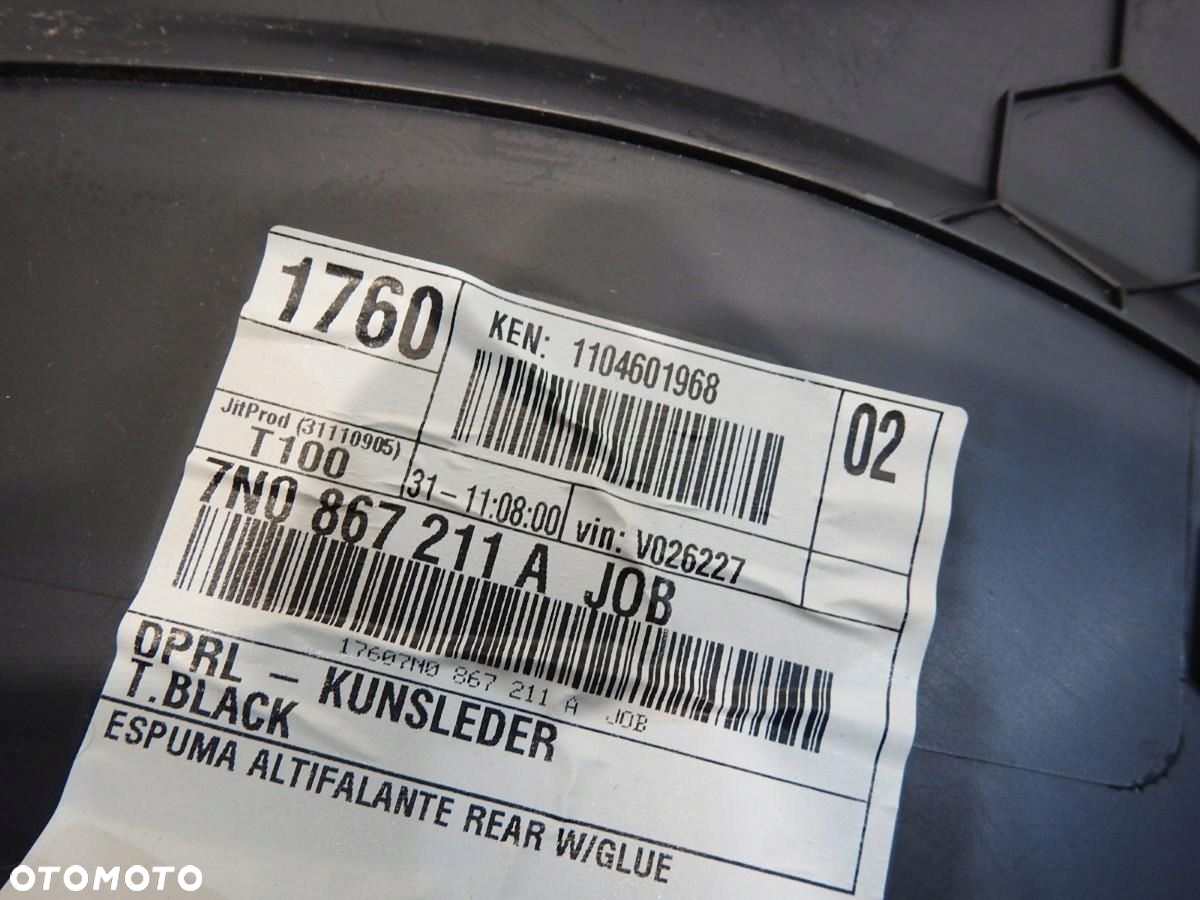 1760
KEN: 1104601968
02
JitProd (31110905)
T100
31- 11:08:00
vin: V026227
7N0 867 211 A JOB
17607N0 867 211 A JOB
DPRL - KUNSLEDER
T.BLACK
ESPUMA ALTIFALANTE REAR W/GLUE
OTOMOTO